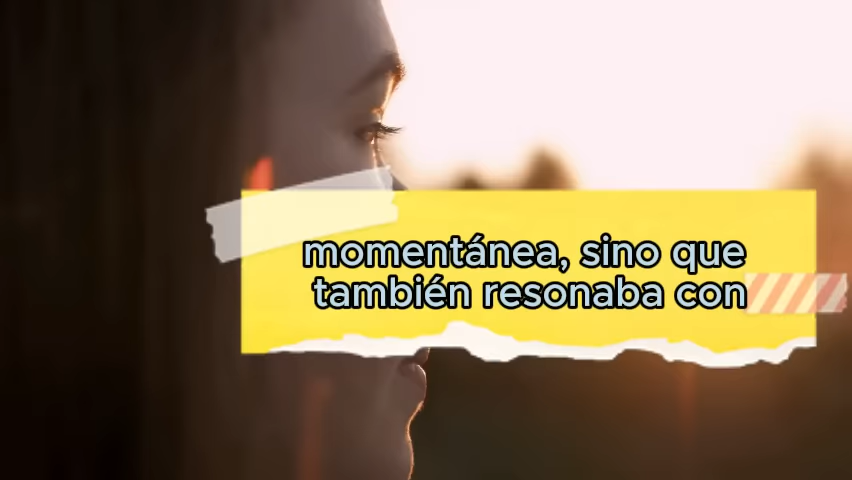 momentánea, sino que
también resonaba con